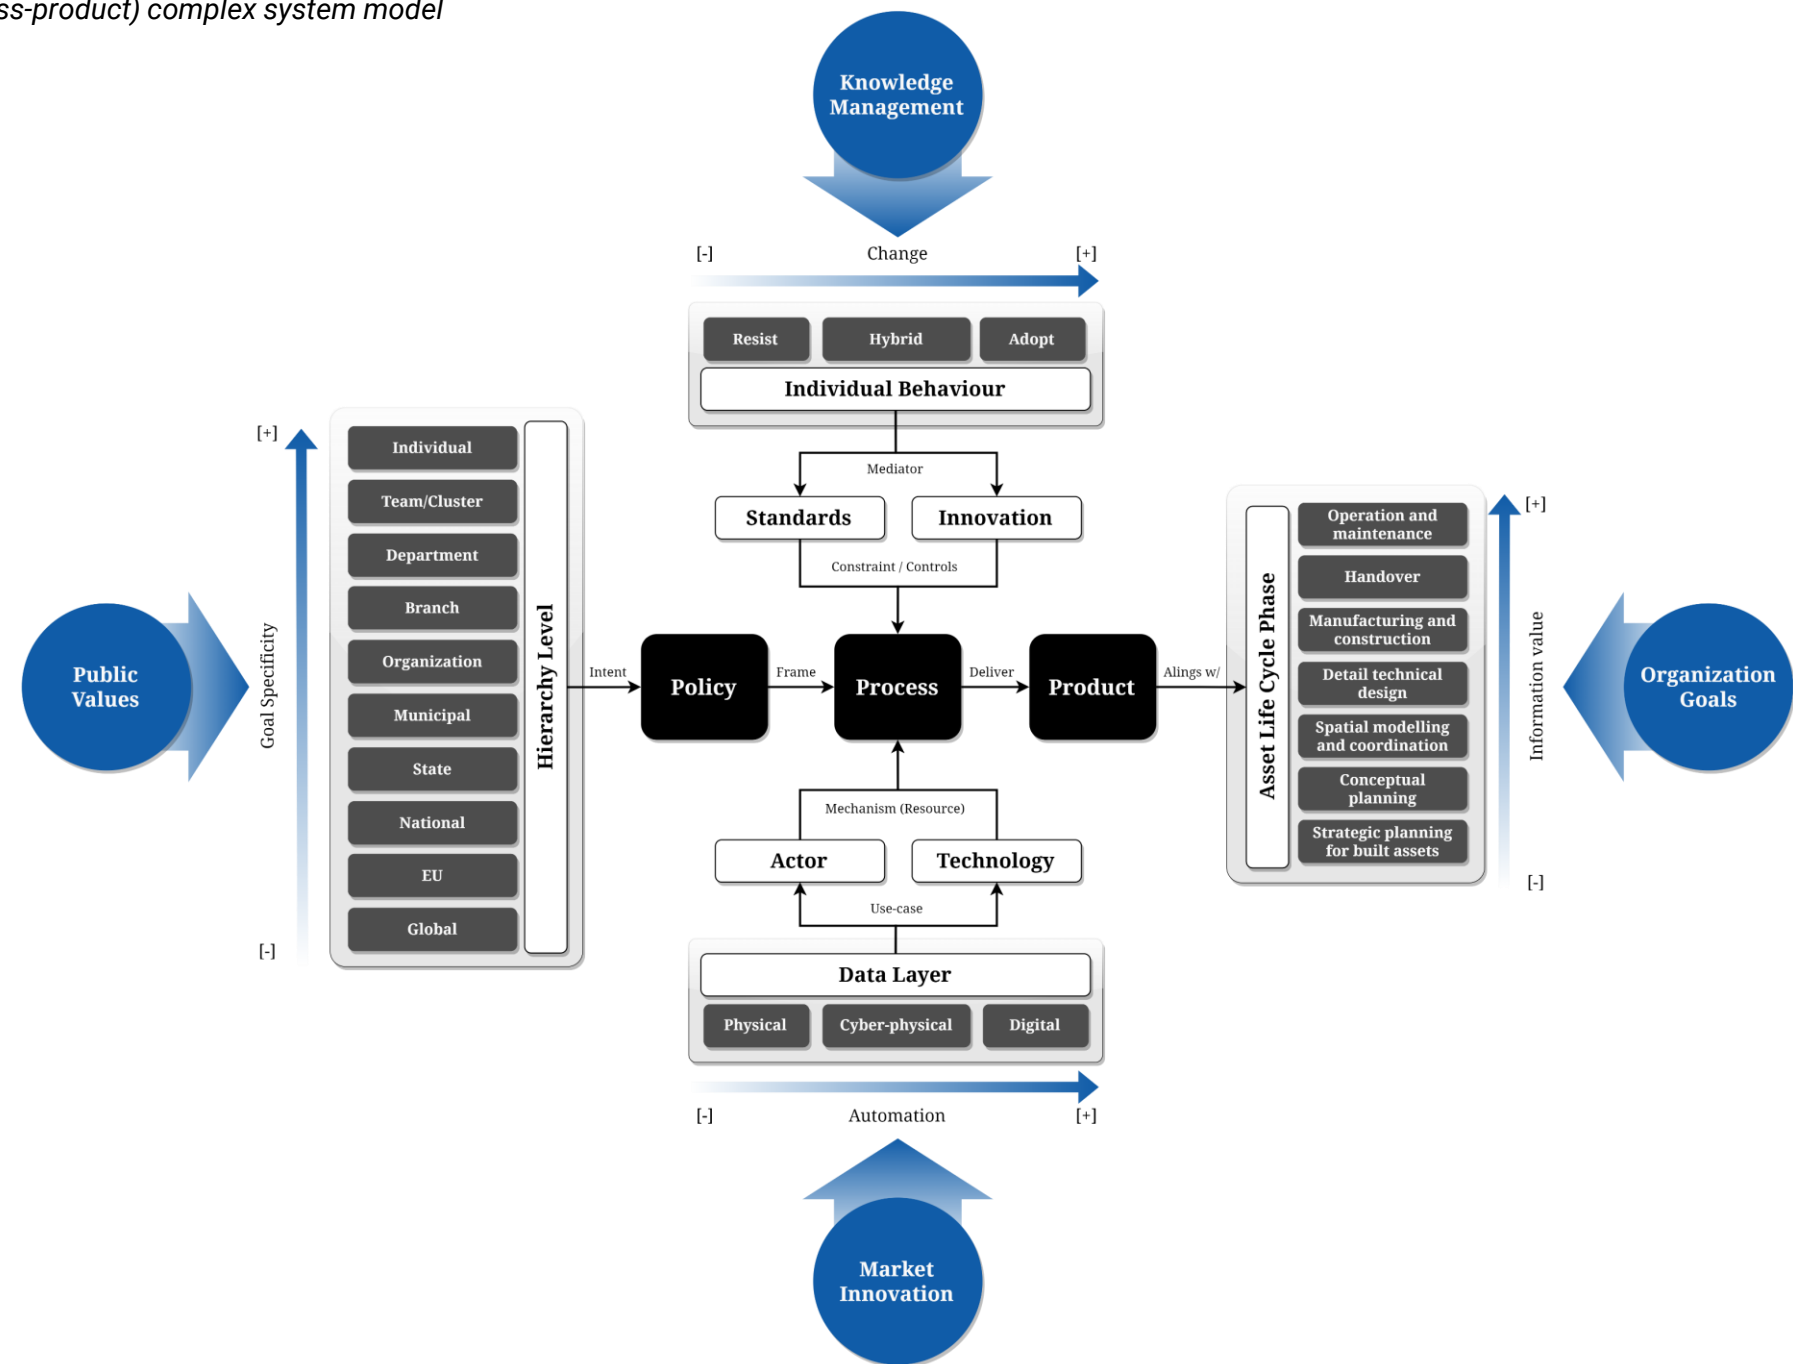 ss-product) complex system model
Knowledge
Management
[-]
Change
[+]
Resist
Hybrid
Adopt
Individual Behaviour
Mediator
Standards
Innovation
Constraint / Controls
Public
Values
[+]
Goal Specificity
[-]
Individual
Team/Cluster
Department
Branch
Organization
Municipal
State
National
EU
Global
Hierarchy Level
Intent
Policy
Frame
Process
Deliver
Product
Alings w/
Asset Life Cycle Phase
Operation and
maintenance
Handover
Manufacturing and
construction
Detail technical
design
Spatial modelling
and coordination
Conceptual
planning
Strategic planning
for built assets
[+]
Information value
[-]
Organization
Goals
Mechanism (Resource)
Actor
Technology
Use-case
Data Layer
Physical
Cyber-physical
Digital
[-]
Automation
[+]
Market
Innovation